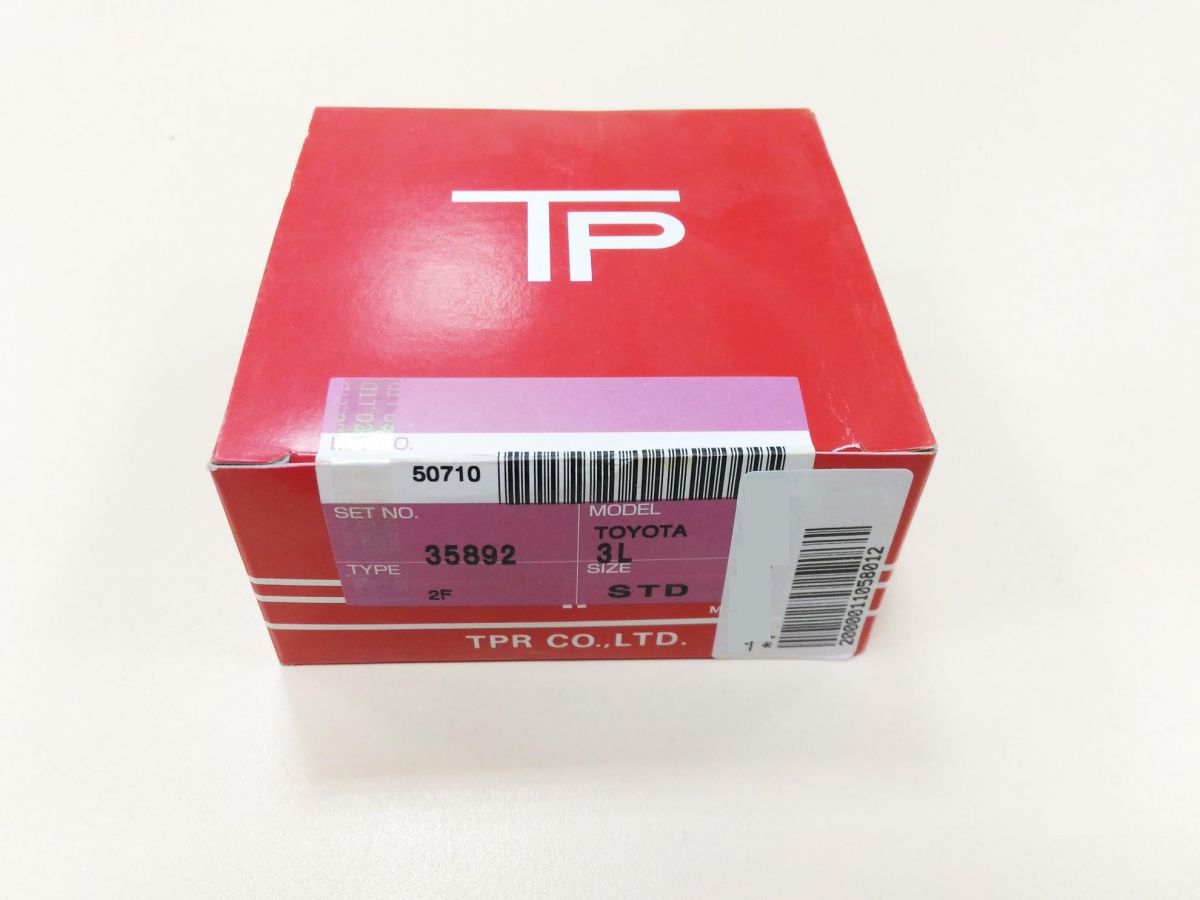 TP
50710
SET NO.
35892
MODEL
TOYOTA
3L
TYPE
2F
SIZE
STD
TPR CO.,LTD.
2000011058012